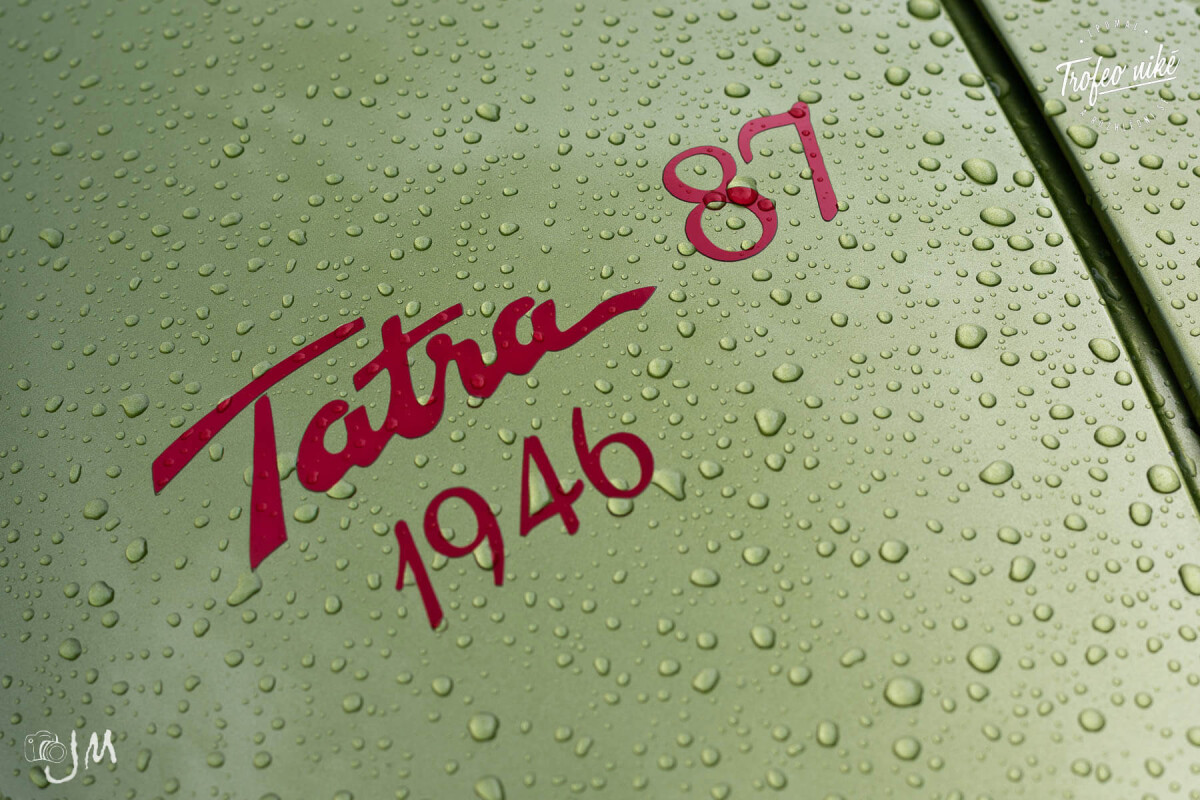 Trofeo niké
87
Tatra
1946
JM